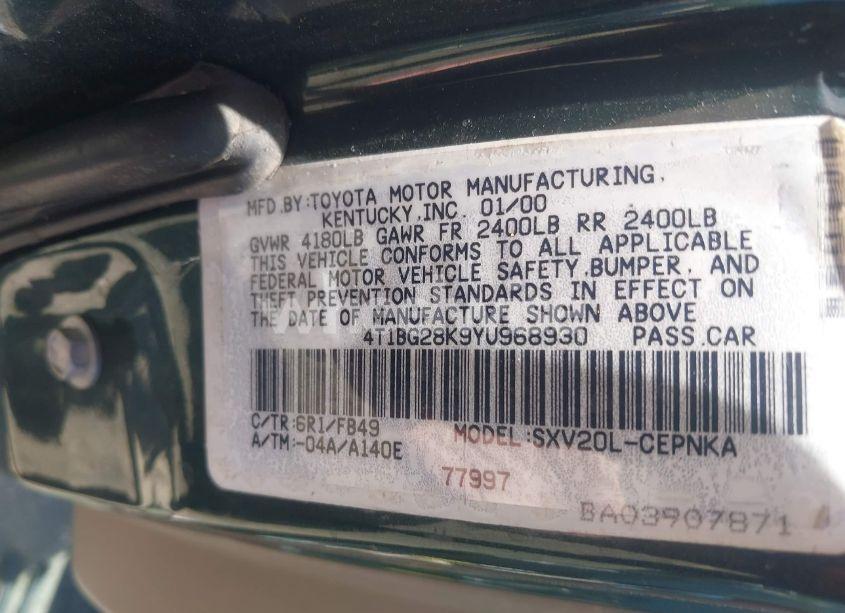 MFD.BY:TOYOTA MOTOR MANUFACTURING,
KENTUCKY,INC. 01/00
GVWR 4180LB GAWR FR 2400LB RR 2400LB
THIS VEHICLE CONFORMS TO ALL APPLICABLE
FEDERAL MOTOR VEHICLE SAFETY,BUMPER, AND
THEFT PREVENTION STANDARDS IN EFFECT ON
THE DATE OF MANUFACTURE SHOWN ABOVE
4T1BG28K9YU968930 PASS.CAR
C/TR:6R1/FB49 MODEL:SXV20L-CEPNKA
A/TM:-04A/A140E
77997
BA03907871